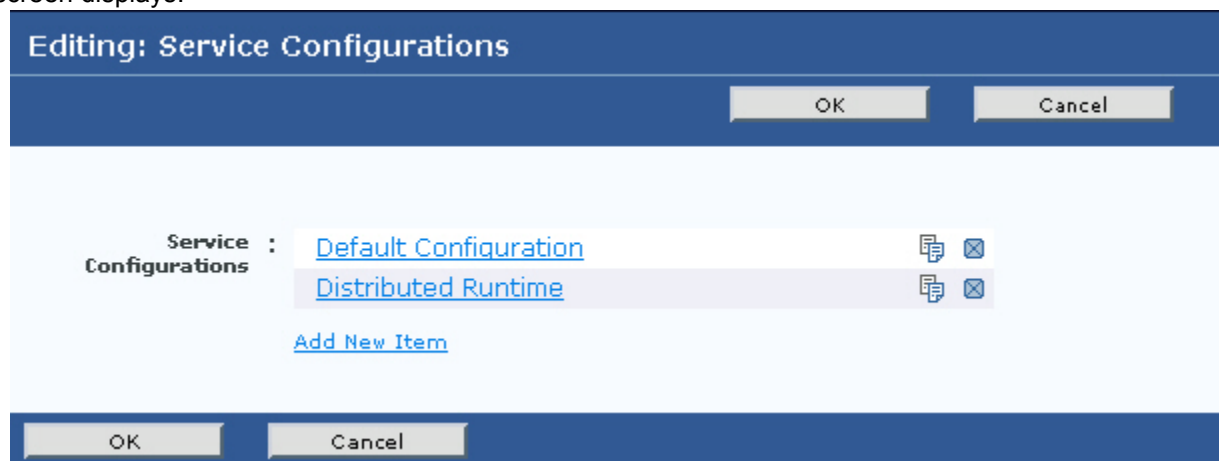 screen displays.
Editing: Service Configurations
OK Cancel
Service : Default Configuration
Configurations
Distributed Runtime
Add New Item
OK Cancel